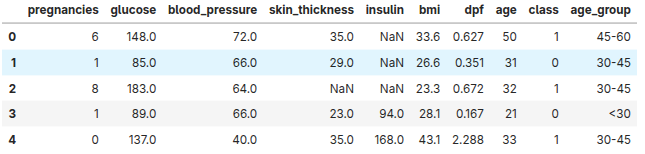 pregnancies glucose blood_pressure skin_thickness insulin bmi dpf age class age_group
0 6 148.0 72.0 35.0 NaN 33.6 0.627 50 1 45-60
1 1 85.0 66.0 29.0 NaN 26.6 0.351 31 0 30-45
2 8 183.0 64.0 NaN NaN 23.3 0.672 32 1 30-45
3 1 89.0 66.0 23.0 94.0 28.1 0.167 21 0 <30
4 0 137.0 40.0 35.0 168.0 43.1 2.288 33 1 30-45